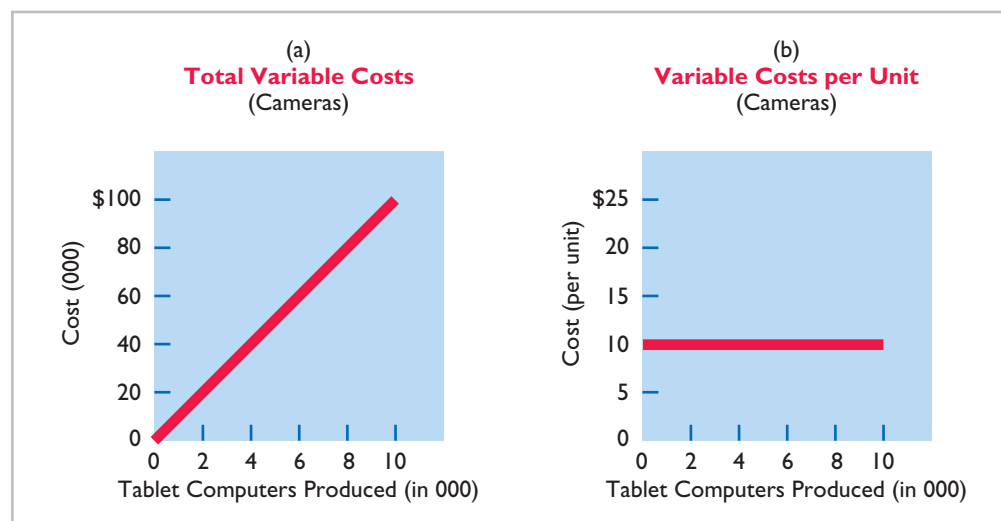 (a)
Total Variable Costs
(Cameras)
$100
80
60
40
20
0
Cost (000)
0 2 4 6 8 10
Tablet Computers Produced (in 000)
(b)
Variable Costs per Unit
(Cameras)
$25
20
15
10
5
0
Cost (per unit)
0 2 4 6 8 10
Tablet Computers Produced (in 000)